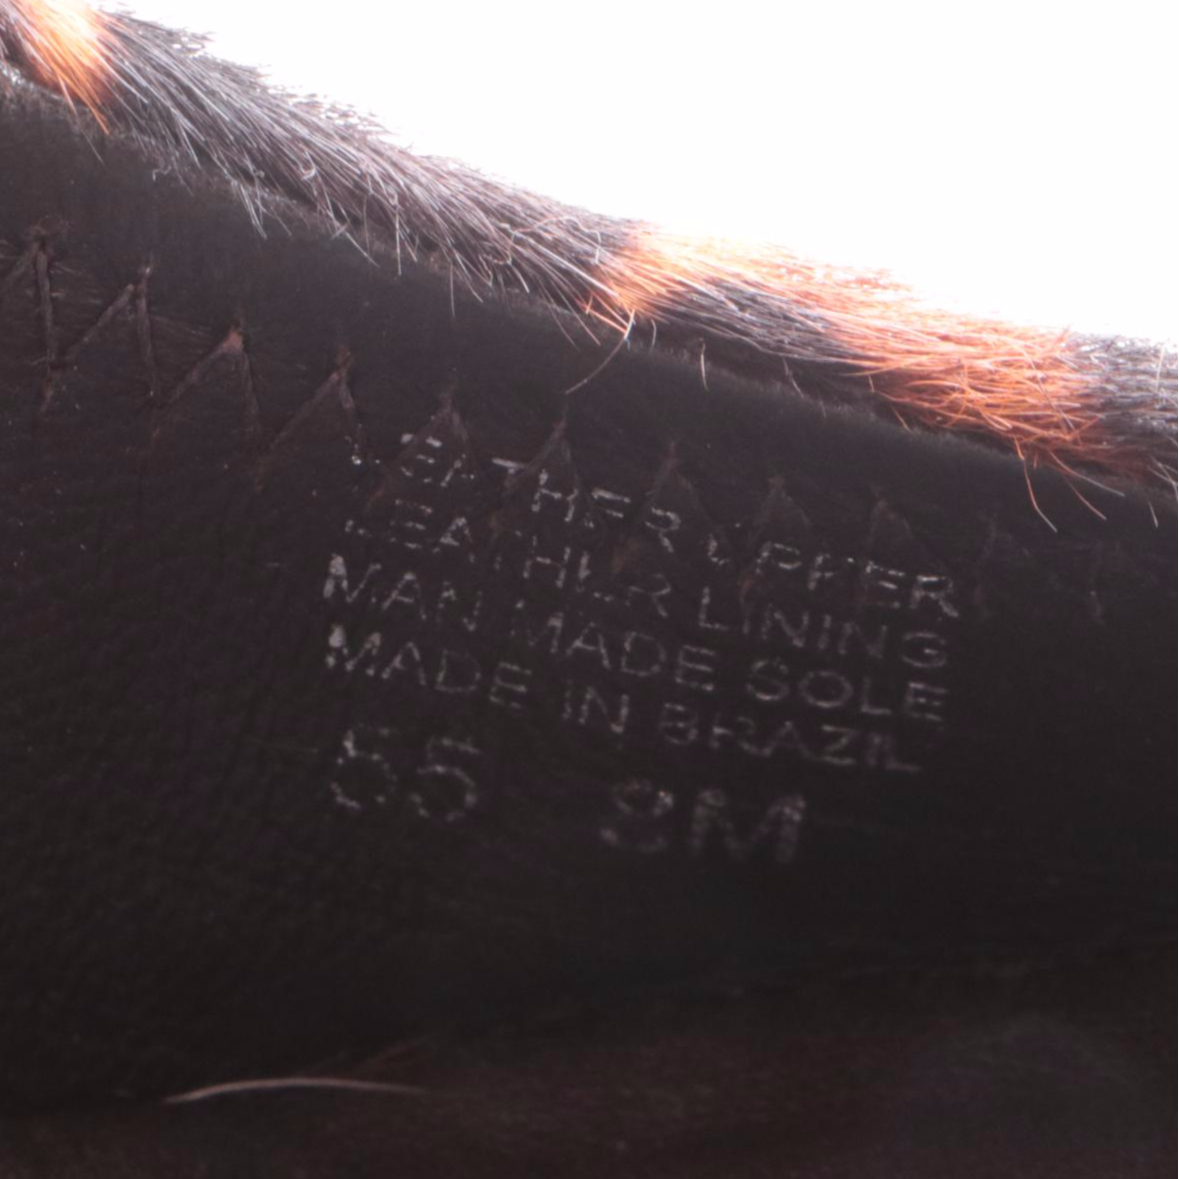 LEATHER UPPER
LEATHER LINING
MAN MADE SOLE
MADE IN BRAZIL
55 8M